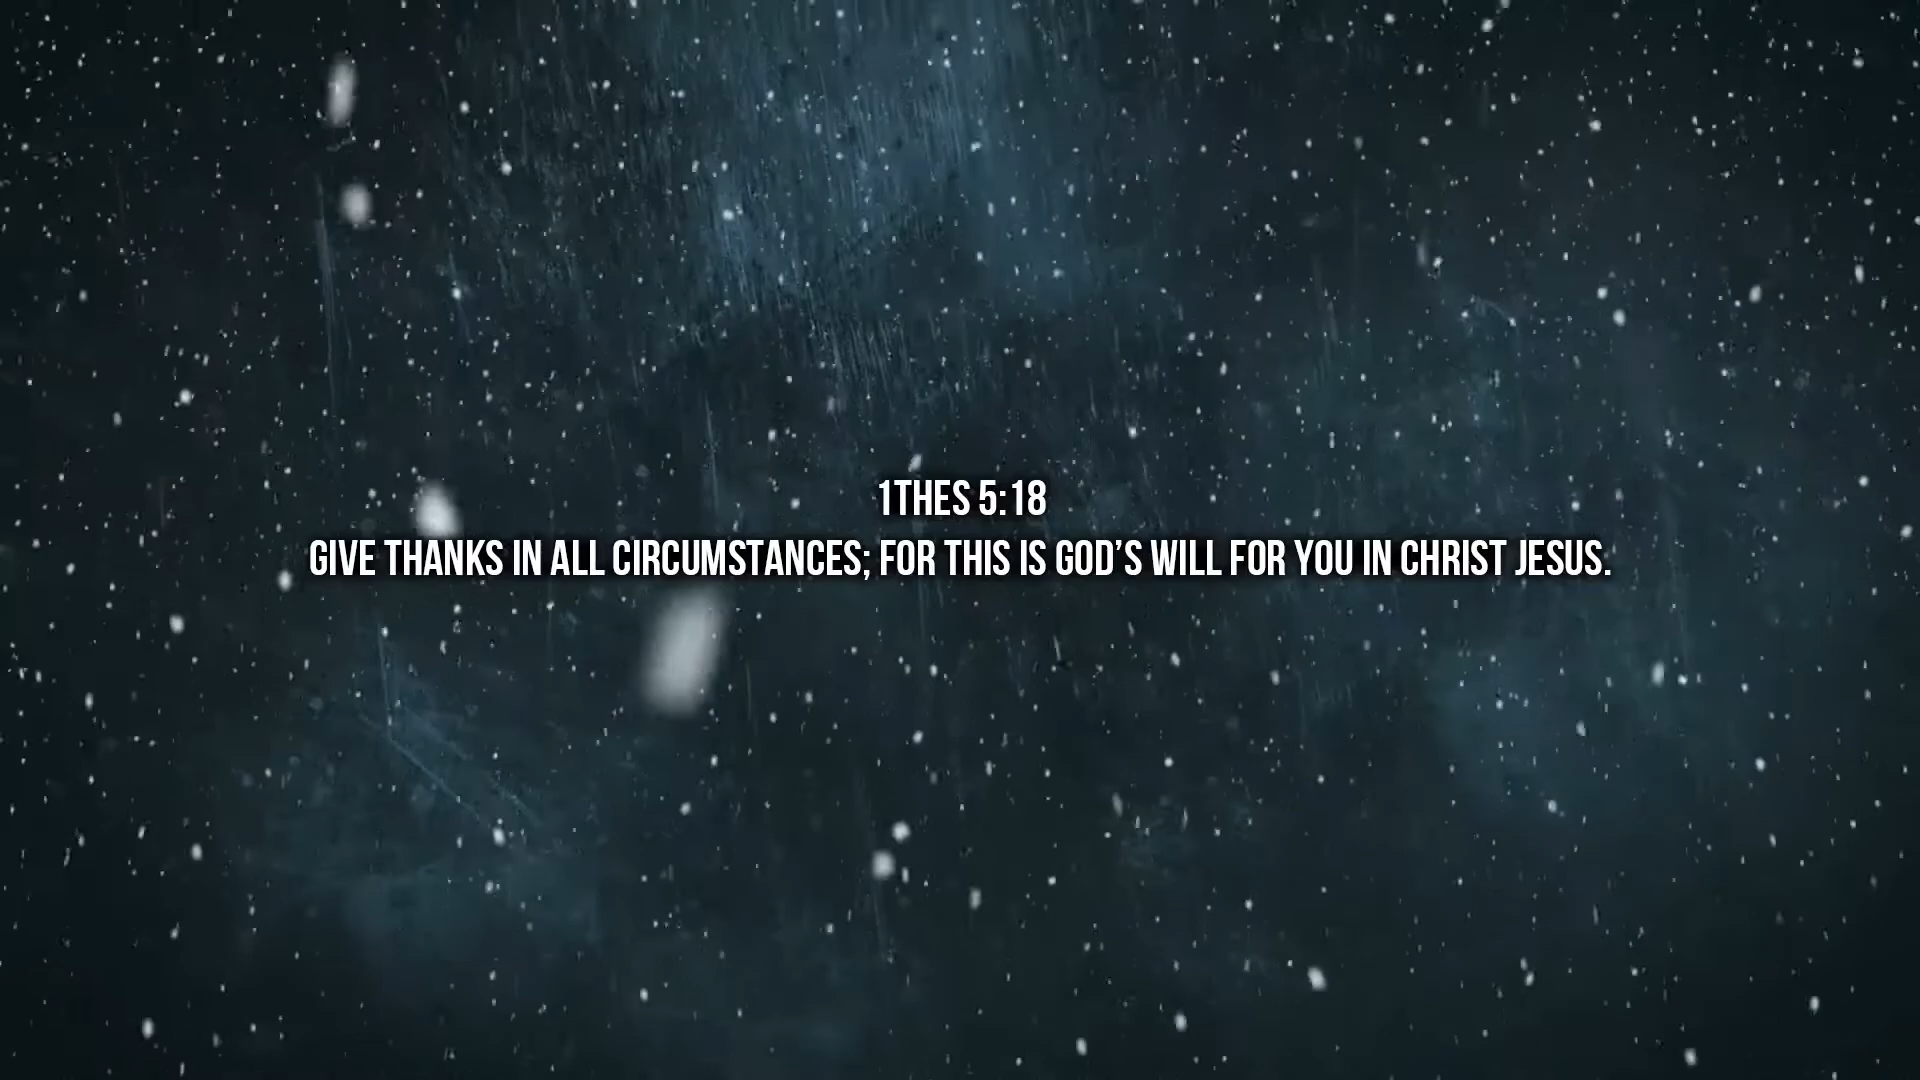 1THES 5:18
GIVE THANKS IN ALL CIRCUMSTANCES; FOR THIS IS GOD’S WILL FOR YOU IN CHRIST JESUS.